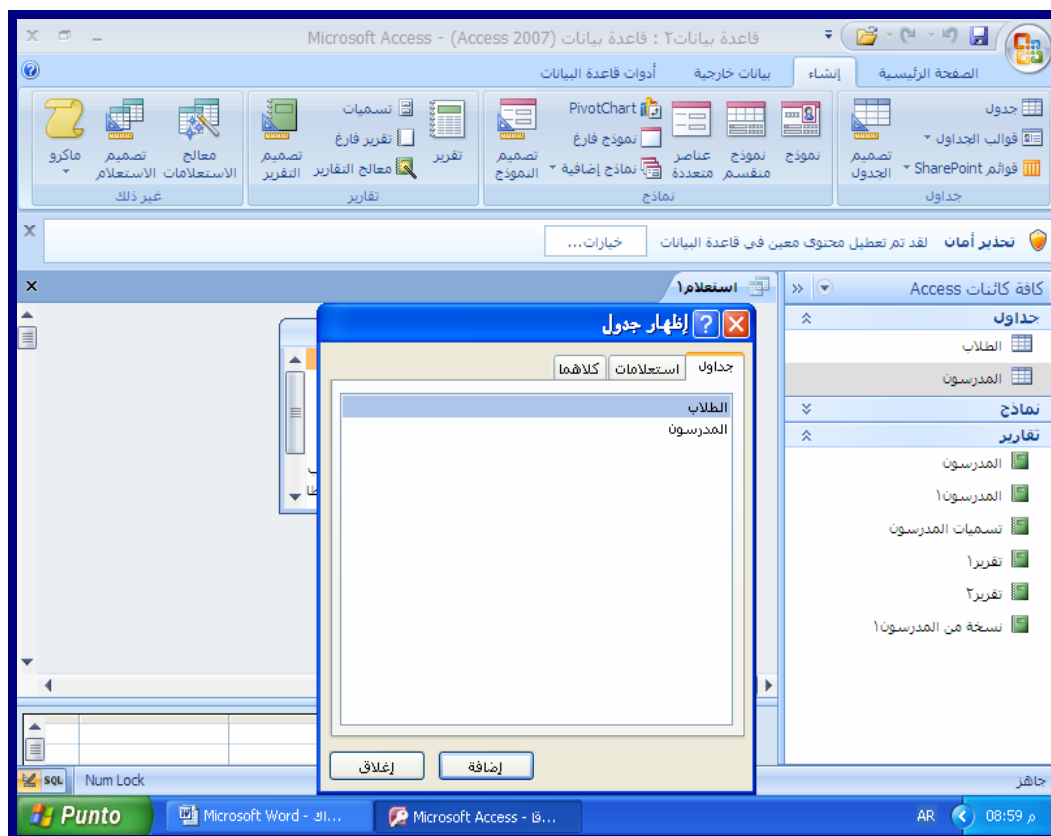 قاعدة بيانات٢ : قاعدة بيانات (Access 2007) - Microsoft Access
الصفحة الرئيسية
إنشاء
بيانات خارجية
أدوات قاعدة البيانات
جدول
قوالب الجداول
قوائم SharePoint
تصميم الجدول
جداول
نموذج
نموذج منقسم
عناصر متعددة
PivotChart
نموذج فارغ
نماذج إضافية
تصميم النموذج
نماذج
تقرير
تسميات
تقرير فارغ
معالج التقارير
تصميم التقرير
تقارير
معالج الاستعلامات
تصميم الاستعلام
ماكرو
غير ذلك
تحذير أمان
لقد تم تعطيل محتوى معين في قاعدة البيانات
خيارات...
كافة كائنات Access
جداول
الطلاب
المدرسون
نماذج
تقارير
المدرسون
المدرسون١
تسميات المدرسون
تقرير١
تقرير٢
نسخة من المدرسون١
استعلام١
إظهار جدول
جداول
استعلامات
كلاهما
الطلاب
المدرسون
إضافة
إغلاق
جاهز
Num Lock
SQL
Punto
Microsoft Word - ال...
Microsoft Access - قا...
AR
08:59 م